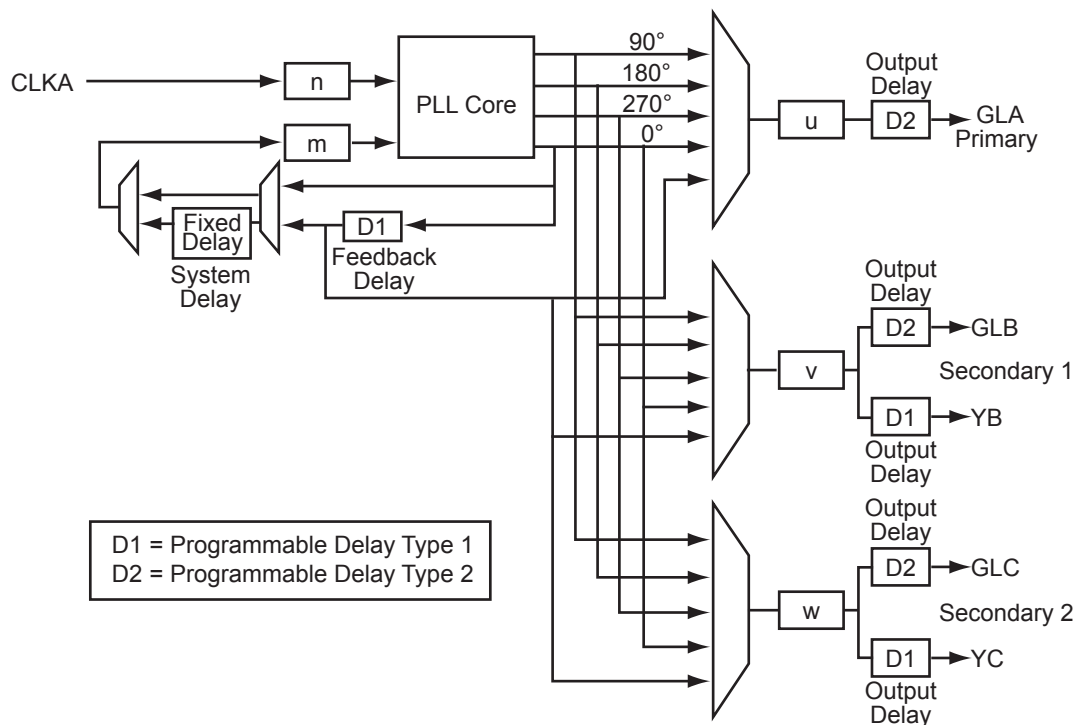 90°
180°
270°
0°
CLKA
n
m
PLL Core
u
Output
Delay
D2
GLA
Primary
Fixed
Delay
System
Delay
D1
Feedback
Delay
Output
Delay
D2
GLB
v
Secondary 1
D1
YB
Output
Delay
Output
Delay
D2
GLC
w
Secondary 2
D1
YC
Output
Delay
D1 = Programmable Delay Type 1
D2 = Programmable Delay Type 2